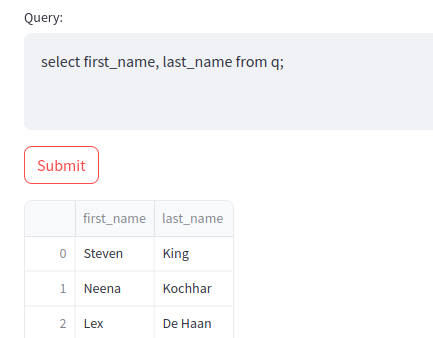 Query:
select first_name, last_name from q;
Submit
first_name last_name
0 Steven King
1 Neena Kochhar
2 Lex De Haan